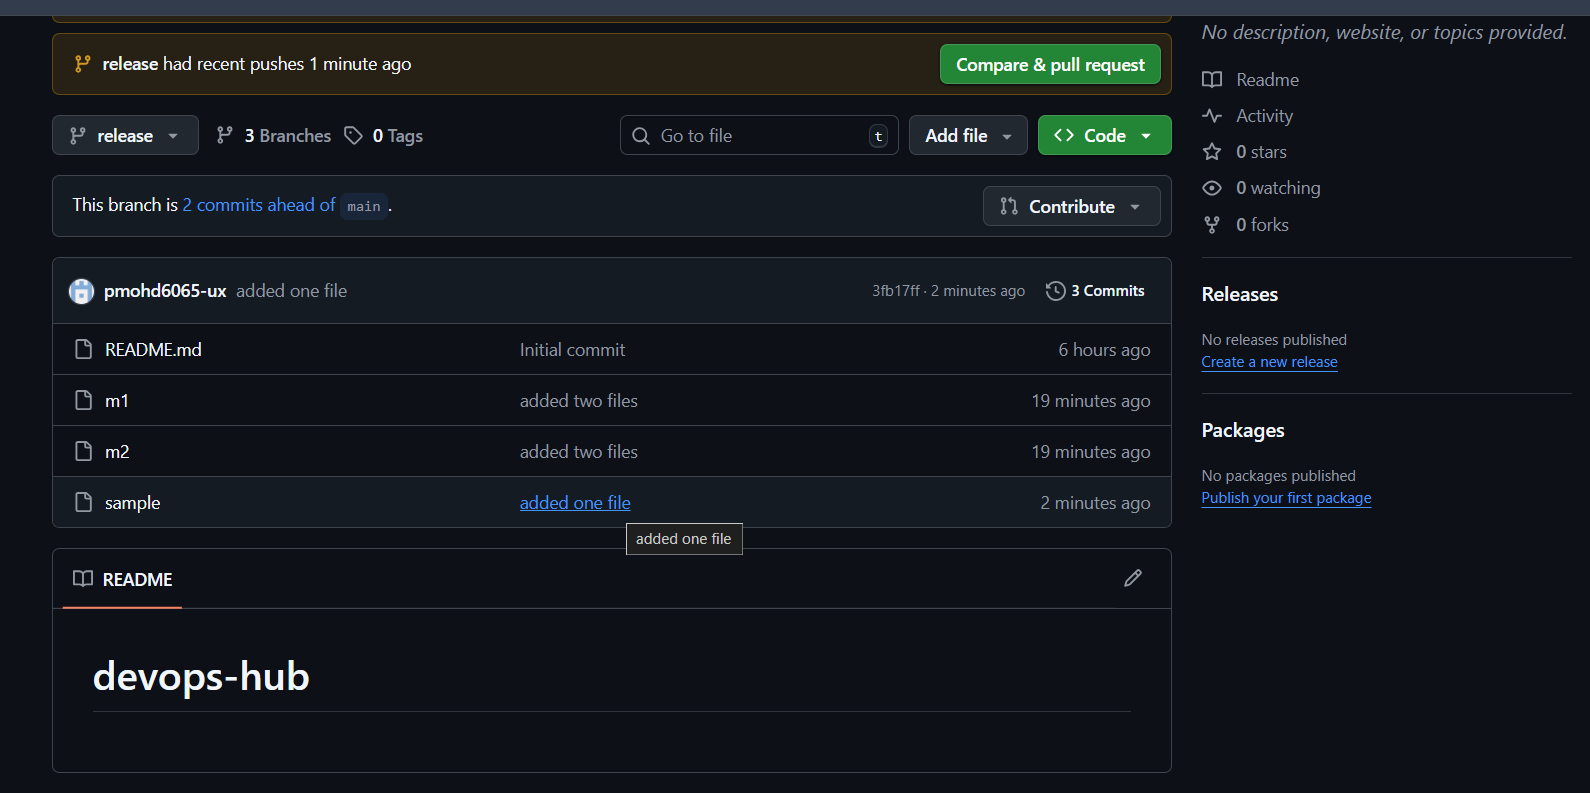 release had recent pushes 1 minute ago
Compare & pull request
release
3 Branches
0 Tags
Go to file
t
Add file
Code
This branch is 2 commits ahead of main.
Contribute
pmohd6065-ux added one file
3fb17ff · 2 minutes ago
3 Commits
README.md Initial commit 6 hours ago
m1 added two files 19 minutes ago
m2 added two files 19 minutes ago
sample added one file 2 minutes ago
added one file
README
devops-hub
No description, website, or topics provided.
Readme
Activity
0 stars
0 watching
0 forks
Releases
No releases published
Create a new release
Packages
No packages published
Publish your first package